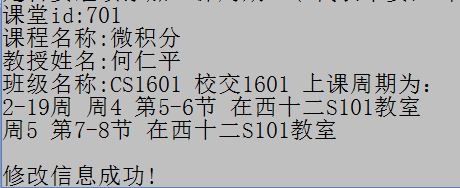 课堂id:701
课程名称:微积分
教授姓名:何仁平
班级名称:CS1601 校交1601 上课周期为:
2-19周 周4 第5-6节 在西十二S101教室
周5 第7-8节 在西十二S101教室
修改信息成功!